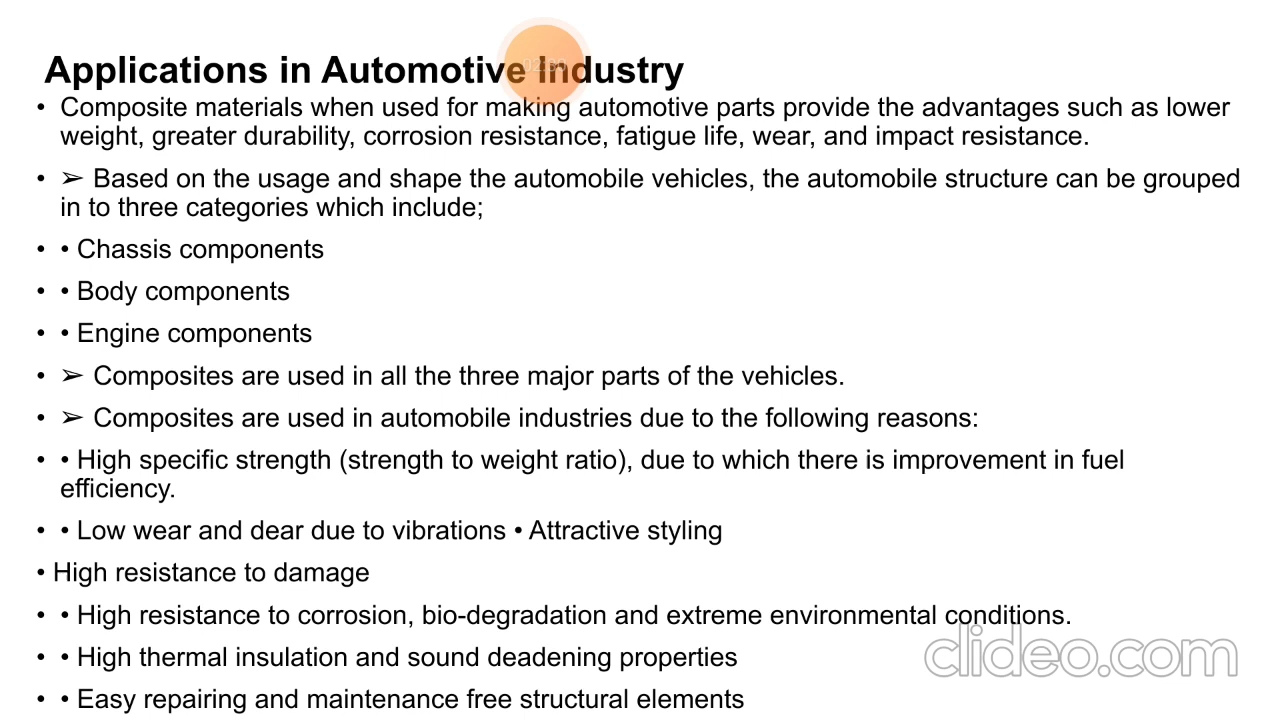 Applications in Automotive Industry
• Composite materials when used for making automotive parts provide the advantages such as lower
weight, greater durability, corrosion resistance, fatigue life, wear, and impact resistance.
• ➢ Based on the usage and shape the automobile vehicles, the automobile structure can be grouped
in to three categories which include;
• • Chassis components
• • Body components
• • Engine components
• ➢ Composites are used in all the three major parts of the vehicles.
• ➢ Composites are used in automobile industries due to the following reasons:
• • High specific strength (strength to weight ratio), due to which there is improvement in fuel
efficiency.
• • Low wear and dear due to vibrations • Attractive styling
• High resistance to damage
• • High resistance to corrosion, bio-degradation and extreme environmental conditions.
• • High thermal insulation and sound deadening properties
• • Easy repairing and maintenance free structural elements
clideo.com